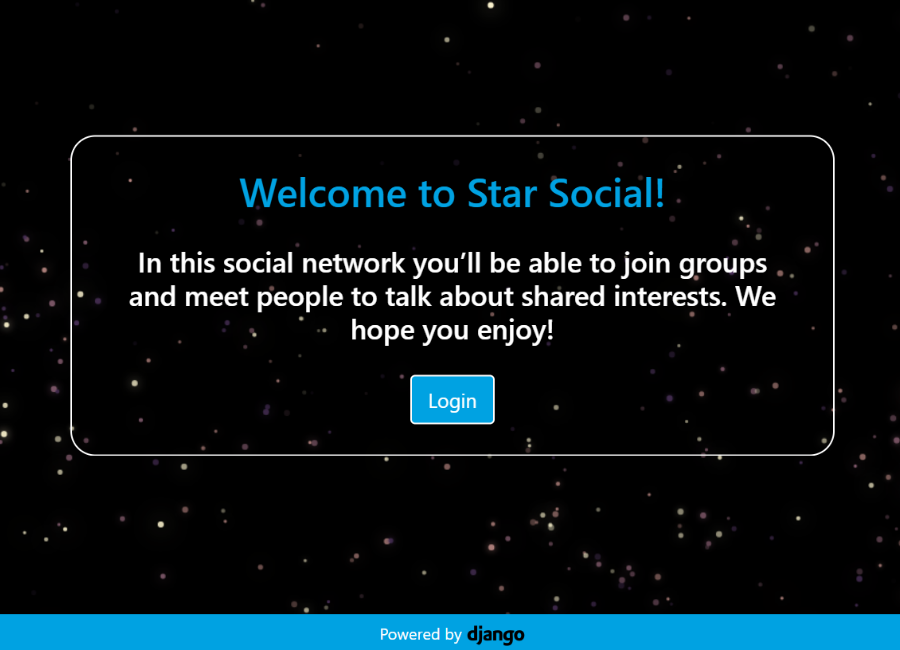 Welcome to Star Social!
In this social network you’ll be able to join groups
and meet people to talk about shared interests. We
hope you enjoy!
Login
Powered by django